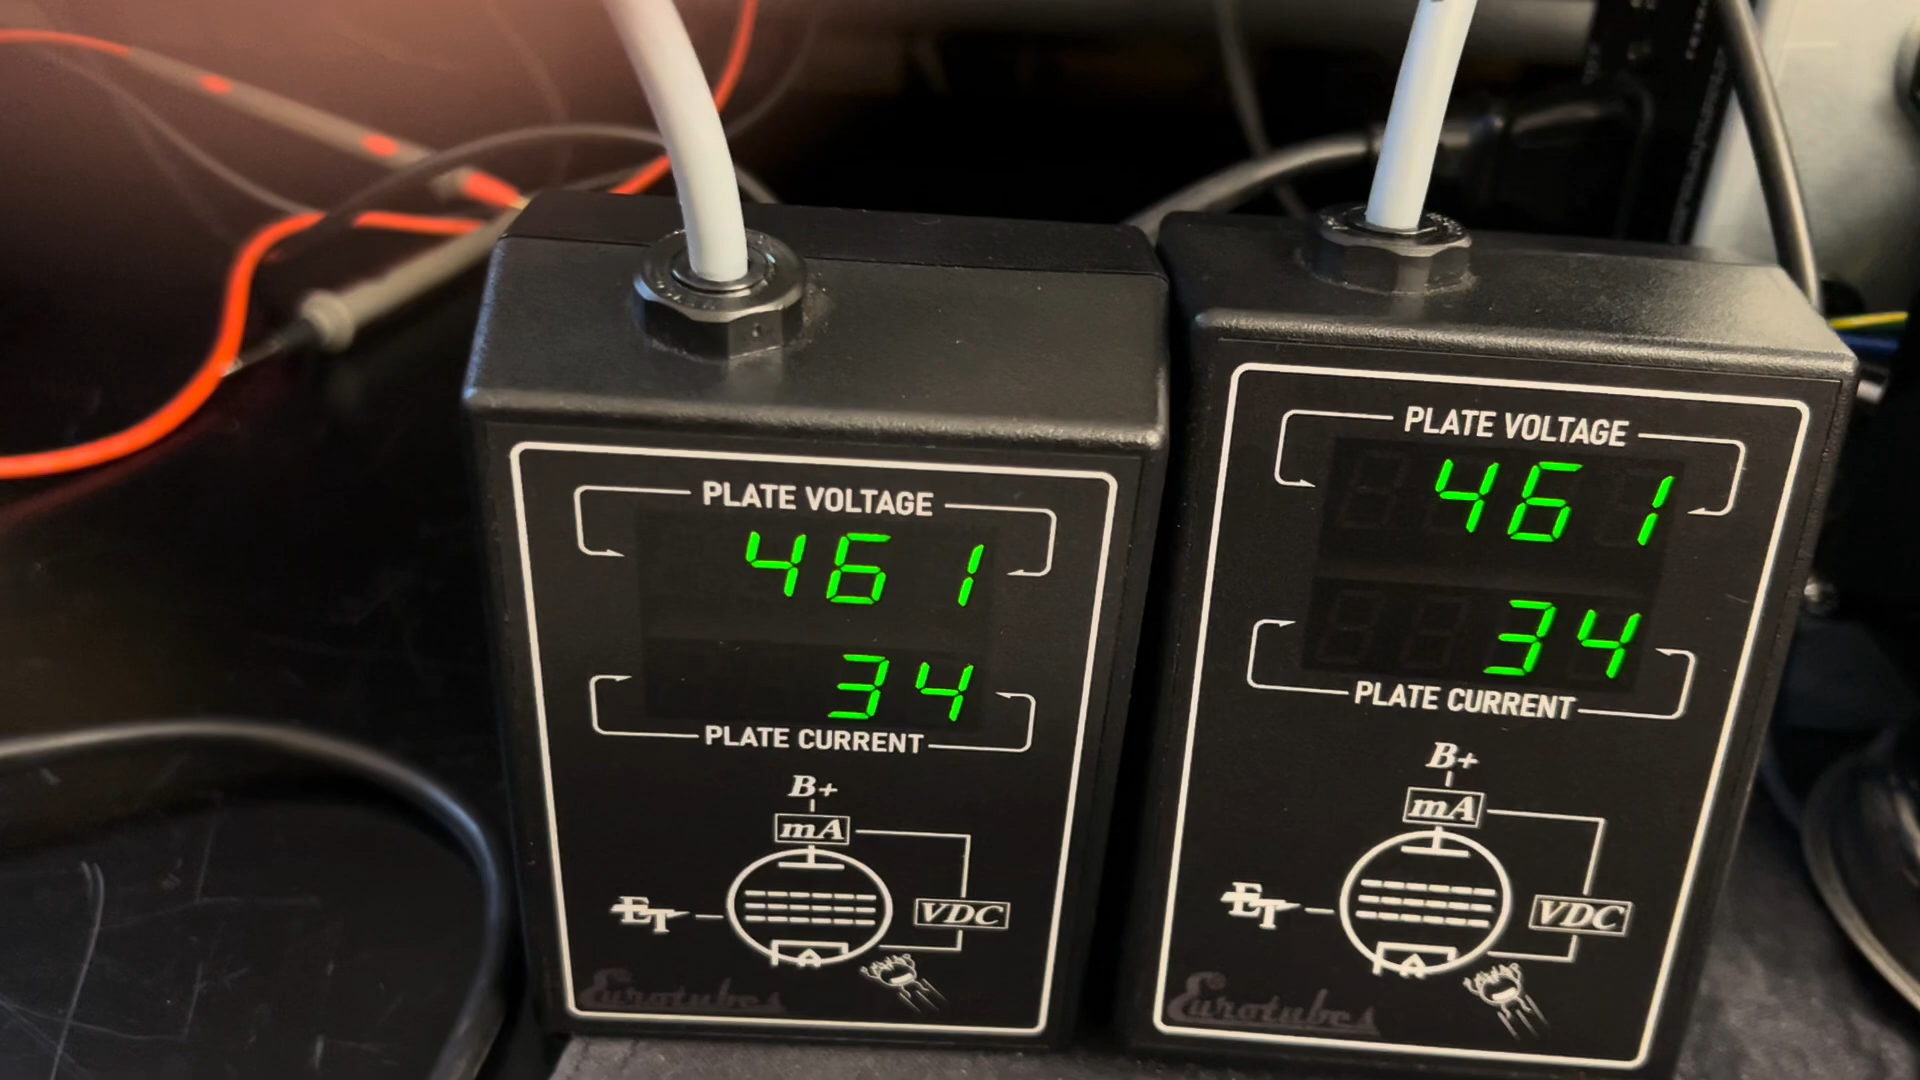 PLATE VOLTAGE
461
34
PLATE CURRENT
B+
mA
ET
VDC
Eurotubes
PLATE VOLTAGE
461
34
PLATE CURRENT
B+
mA
ET
VDC
Eurotubes